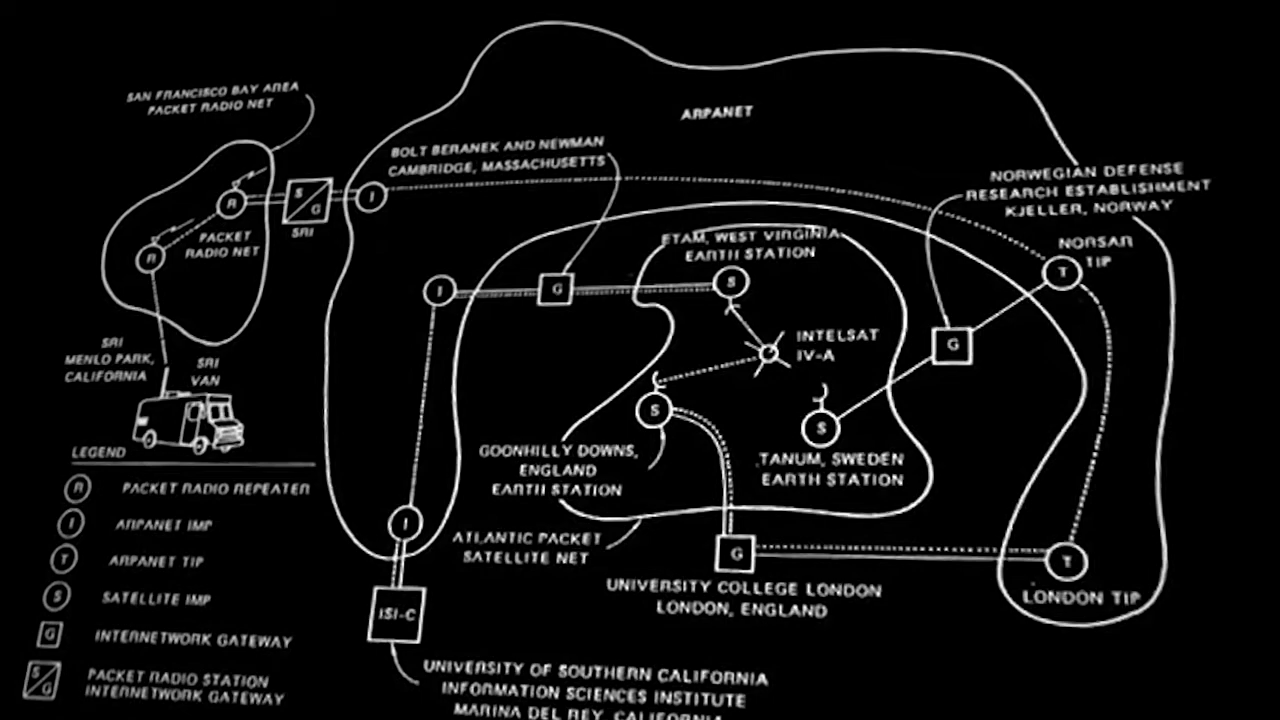 SAN FRANCISCO BAY AREA
PACKET RADIO NET
ARPANET
BOLT BERANEK AND NEWMAN
CAMBRIDGE, MASSACHUSETTS
NORWEGIAN DEFENSE
RESEARCH ESTABLISHMENT
KJELLER, NORWAY
R
S
G
I
SRI
PACKET
RADIO NET
R
ETAM, WEST VIRGINIA
EARTH STATION
NORSAR
TIP
T
I
G
S
INTELSAT
IV-A
G
SRI
MENLO PARK,
CALIFORNIA
SRI
VAN
S
S
GOONHILLY DOWNS,
ENGLAND
EARTH STATION
TANUM, SWEDEN
EARTH STATION
I
ATLANTIC PACKET
SATELLITE NET
G
T
UNIVERSITY COLLEGE LONDON
LONDON, ENGLAND
LONDON TIP
ISI-C
UNIVERSITY OF SOUTHERN CALIFORNIA
INFORMATION SCIENCES INSTITUTE
MARINA DEL REY, CALIFORNIA
LEGEND
R PACKET RADIO REPEATER
I ARPANET IMP
T ARPANET TIP
S SATELLITE IMP
G INTERNETWORK GATEWAY
S
G
PACKET RADIO STATION
INTERNETWORK GATEWAY